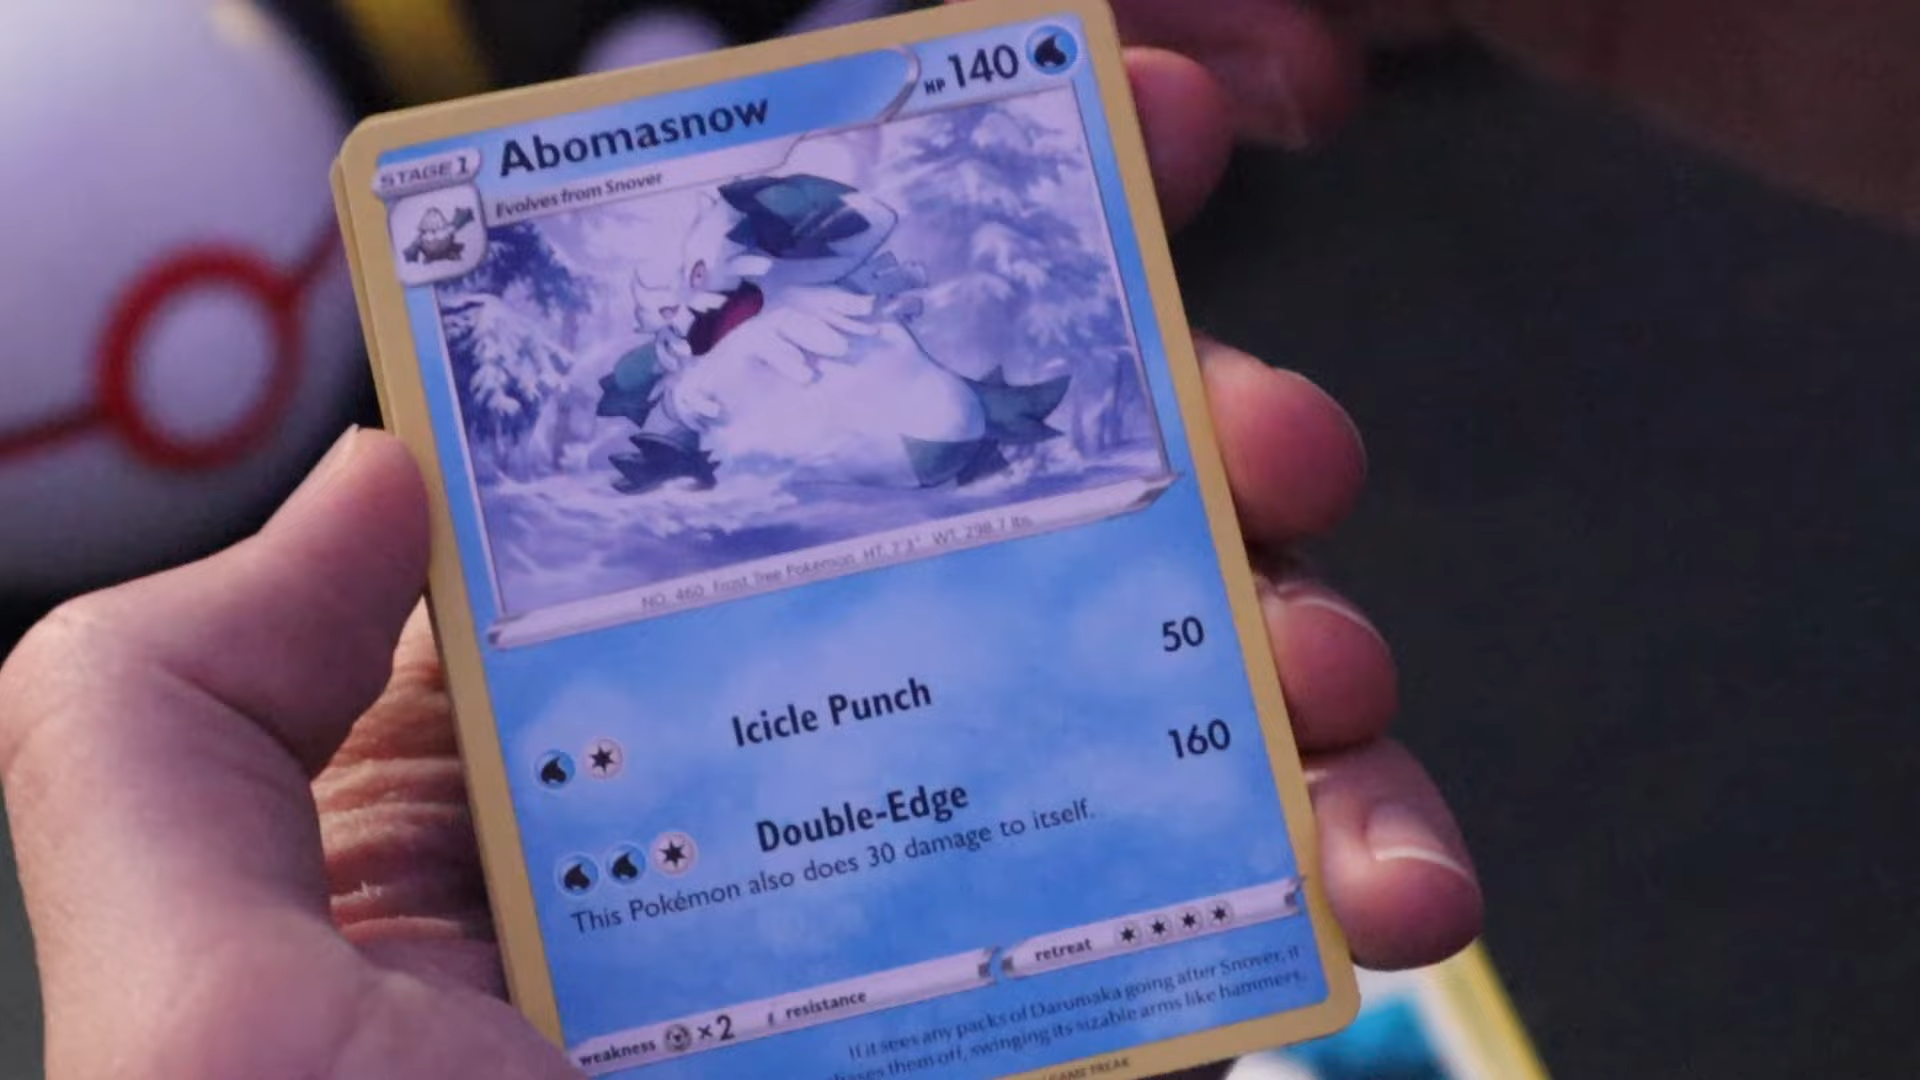 STAGE 1
Abomasnow
HP 140
Evolves from Snover
NO. 460 Frost Tree Pokémon HT. 7'3" WT. 298.7 lbs.
Icicle Punch 50
Double-Edge 160
This Pokémon also does 30 damage to itself.
weakness ×2 resistance retreat
If it sees any packs of Darumaka going after Snover, it
them off, swinging its sizable arms like hammers.
GAME FREAK